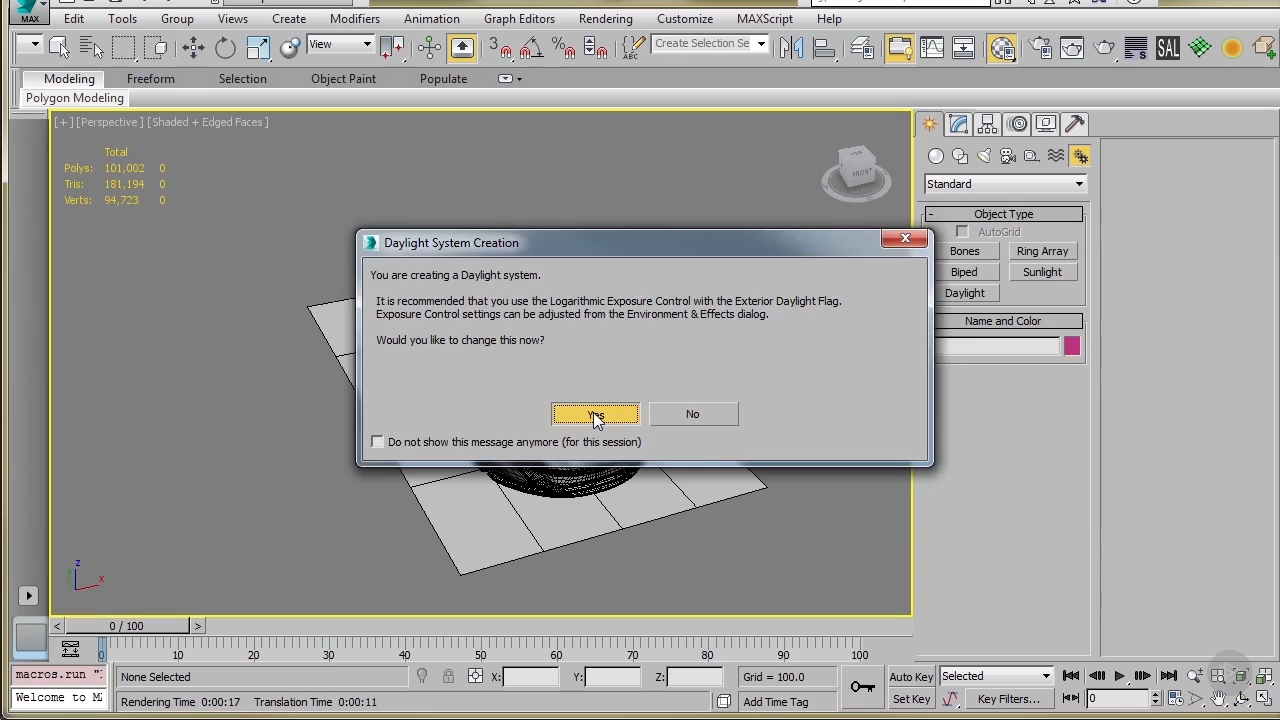 MAX
Edit Tools Group Views Create Modifiers Animation Graph Editors Rendering Customize MAXScript Help
View 3 % ABC Create Selection Se SAL
Modeling Freeform Selection Object Paint Populate
Polygon Modeling
[+] [Perspective] [Shaded + Edged Faces]
Total
Polys: 101,002 0
Tris: 181,194 0
Verts: 94,723 0
FRONT
Standard
- Object Type
AutoGrid
Bones Ring Array
Biped Sunlight
Daylight
Name and Color
Daylight System Creation
You are creating a Daylight system.
It is recommended that you use the Logarithmic Exposure Control with the Exterior Daylight Flag.
Exposure Control settings can be adjusted from the Environment & Effects dialog.
Would you like to change this now?
Yes No
Do not show this message anymore (for this session)
z
x
< 0 / 100 >
0 10 20 30 40 50 60 70 80 90 100
macros.run "
None Selected X: Y: Z: Grid = 100.0 Auto Key Selected
Welcome to M
Rendering Time 0:00:17 Translation Time 0:00:11 Add Time Tag Set Key Key Filters... 0